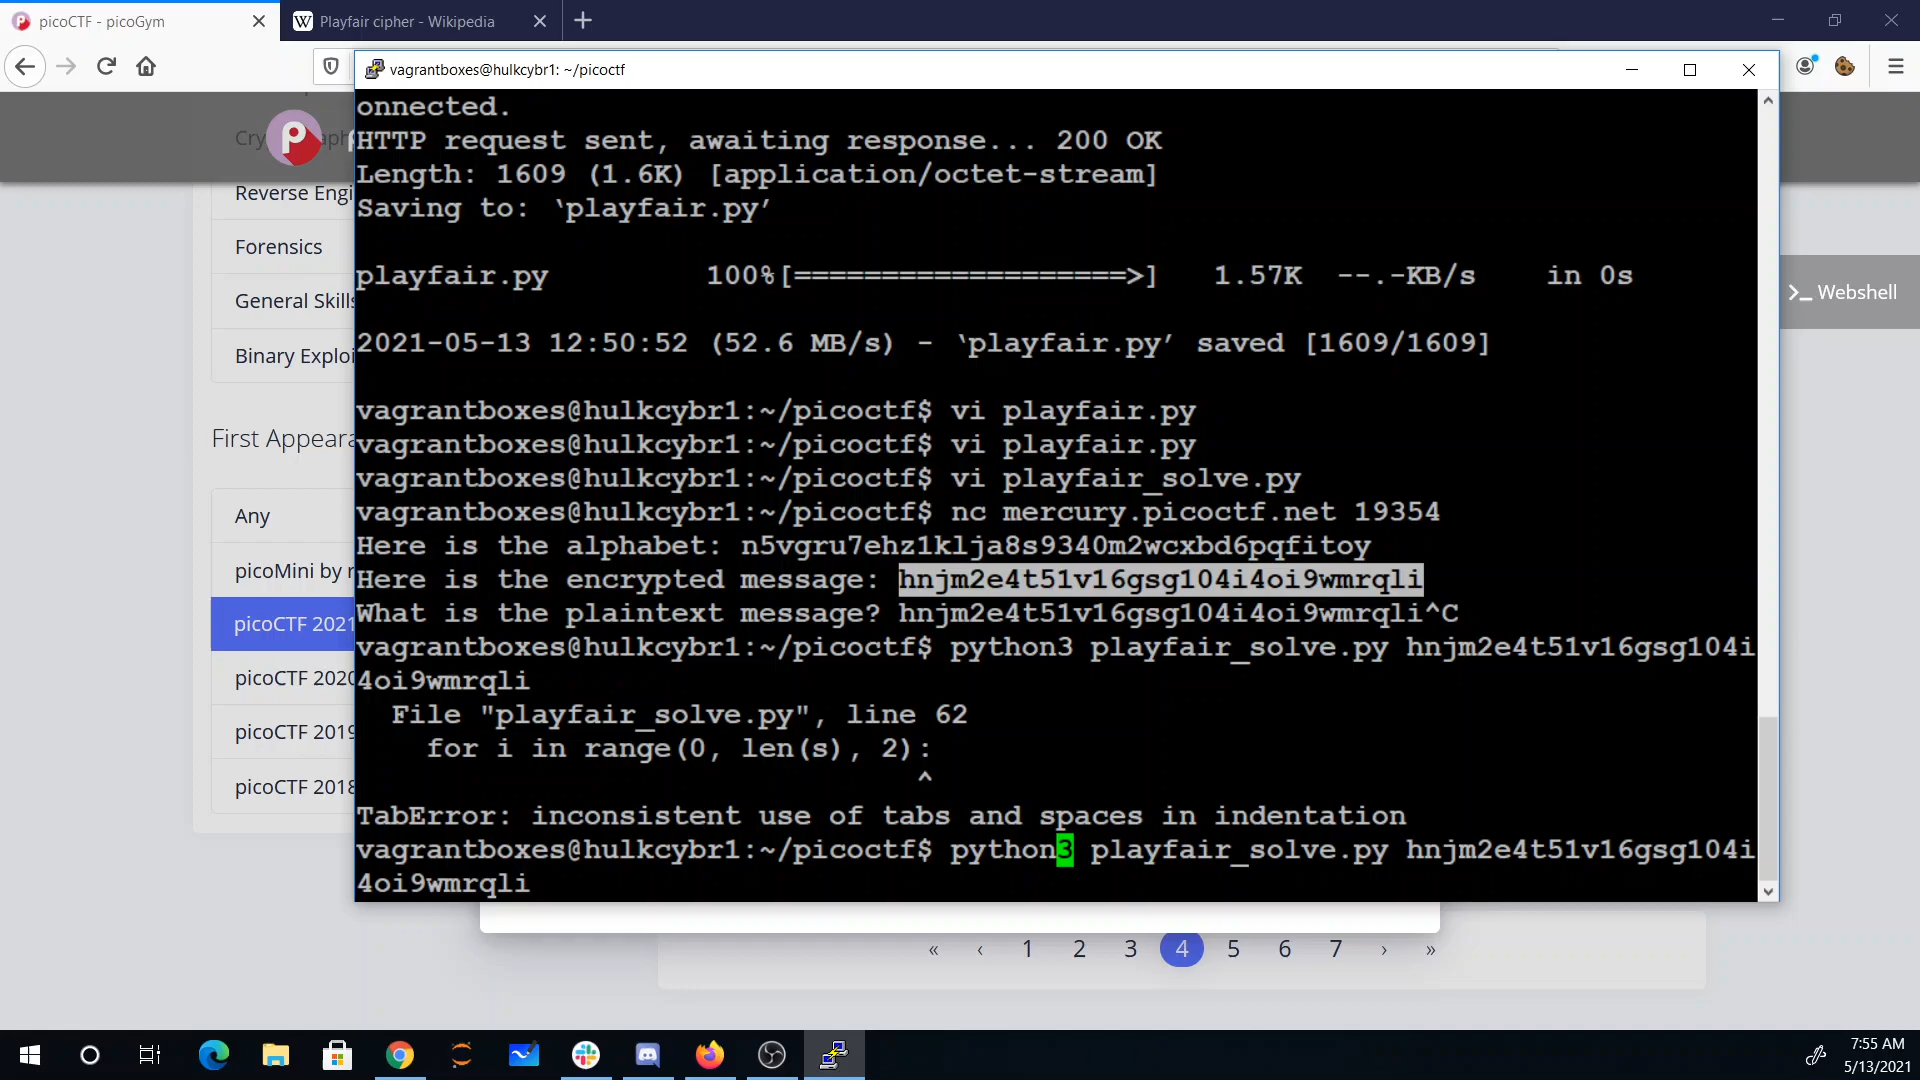 picoCTF - picoGym
Playfair cipher - Wikipedia
vagrantboxes@hulkcybr1: ~/picoctf
onnected.
HTTP request sent, awaiting response... 200 OK
Length: 1609 (1.6K) [application/octet-stream]
Saving to: ‘playfair.py’
playfair.py 100%[===================>] 1.57K --.-KB/s in 0s
2021-05-13 12:50:52 (52.6 MB/s) - ‘playfair.py’ saved [1609/1609]
vagrantboxes@hulkcybr1:~/picoctf$ vi playfair.py
vagrantboxes@hulkcybr1:~/picoctf$ vi playfair.py
vagrantboxes@hulkcybr1:~/picoctf$ vi playfair_solve.py
vagrantboxes@hulkcybr1:~/picoctf$ nc mercury.picoctf.net 19354
Here is the alphabet: n5vgru7ehz1klja8s9340m2wcxbd6pqfitoy
Here is the encrypted message: hnjm2e4t51v16gsg104i4oi9wmrqli
What is the plaintext message? hnjm2e4t51v16gsg104i4oi9wmrqli^C
vagrantboxes@hulkcybr1:~/picoctf$ python3 playfair_solve.py hnjm2e4t51v16gsg104i
4oi9wmrqli
File "playfair_solve.py", line 62
for i in range(0, len(s), 2):
^
TabError: inconsistent use of tabs and spaces in indentation
vagrantboxes@hulkcybr1:~/picoctf$ python3 playfair_solve.py hnjm2e4t51v16gsg104i
4oi9wmrqli
Reverse Engi
Forensics
General Skills
Binary Exploi
First Appeara
Any
picoMini by
picoCTF 2021
picoCTF 2020
picoCTF 2019
picoCTF 2018
>_ Webshell
« ‹ 1 2 3 4 5 6 7 › »
7:55 AM
5/13/2021